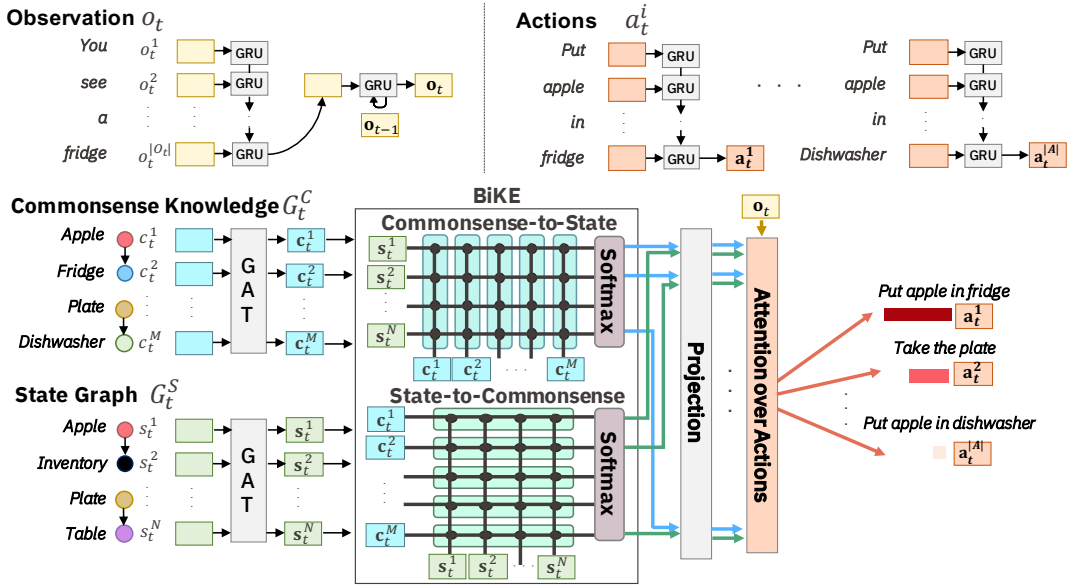 Observation o_t
You o_t^1 GRU
see o_t^2 GRU GRU o_t
a o_{t-1}
fridge o_t^{|O_t|} GRU
Actions a_t^i
Put GRU
apple GRU
in
fridge GRU a_t^1
. . .
Put GRU
apple GRU
in
Dishwasher GRU a_t^{|A|}
Commonsense Knowledge G_t^C
Apple c_t^1 c_t^1
Fridge c_t^2 c_t^2
Plate
Dishwasher c_t^M c_t^M
GAT
State Graph G_t^S
Apple s_t^1 s_t^1
Inventory s_t^2 s_t^2
Plate
Table s_t^N s_t^N
GAT
BiKE
Commonsense-to-State
s_t^1
s_t^2
s_t^N
c_t^1 c_t^2 ... c_t^M
Softmax
State-to-Commonsense
c_t^1
c_t^2
c_t^M
s_t^1 s_t^2 ... s_t^N
Softmax
Projection
o_t
Attention over Actions
Put apple in fridge
a_t^1
Take the plate
a_t^2
Put apple in dishwasher
a_t^{|A|}